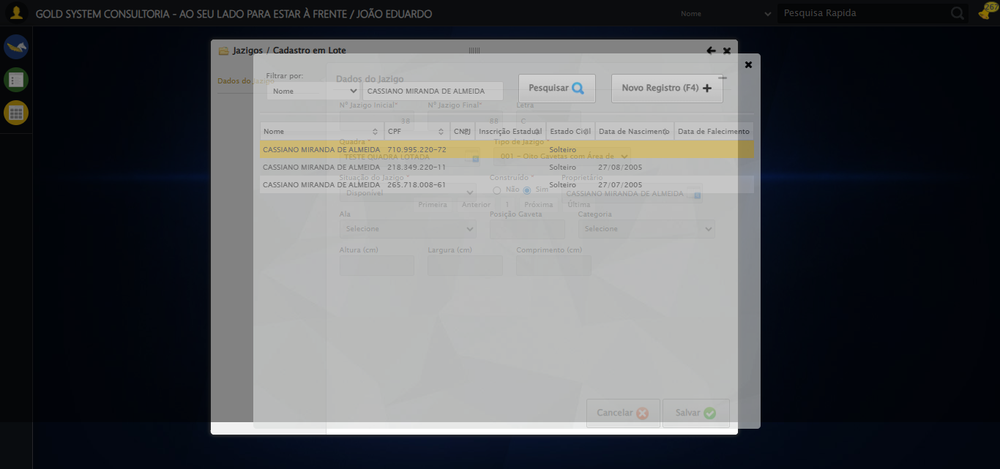 GOLD SYSTEM CONSULTORIA - AO SEU LADO PARA ESTAR À FRENTE / JOÃO EDUARDO
Nome
Pesquisa Rapida
267
Jazigos / Cadastro em Lote
Dados do Jazigo
Filtrar por:
Nome
CASSIANO MIRANDA DE ALMEIDA
Pesquisar
Novo Registro (F4)
Dados do Jazigo
Nº Jazigo Inicial*
Nº Jazigo Final*
Letra
38
88
C
Nome
CPF
CNPJ
Inscrição Estadual
Estado Civil
Data de Nascimento
Data de Falecimento
Quadra *
Tipo de Jazigo *
CASSIANO MIRANDA DE ALMEIDA 710.995.220-72 Solteiro
TESTE QUADRA LOTADA
001 - Oito Gavetas com Área de
CASSIANO MIRANDA DE ALMEIDA 218.349.220-11 Solteiro 27/08/2005
Situação do Jazigo *
Construído *
Proprietário
CASSIANO MIRANDA DE ALMEIDA 265.718.008-61 Solteiro 27/07/2005
Disponível
Não
Sim
CASSIANO MIRANDA DE ALMEIDA
Primeira Anterior 1 Próxima Última
Ala
Posição Gaveta
Categoria
Selecione
Selecione
Altura (cm)
Largura (cm)
Comprimento (cm)
Cancelar
Salvar